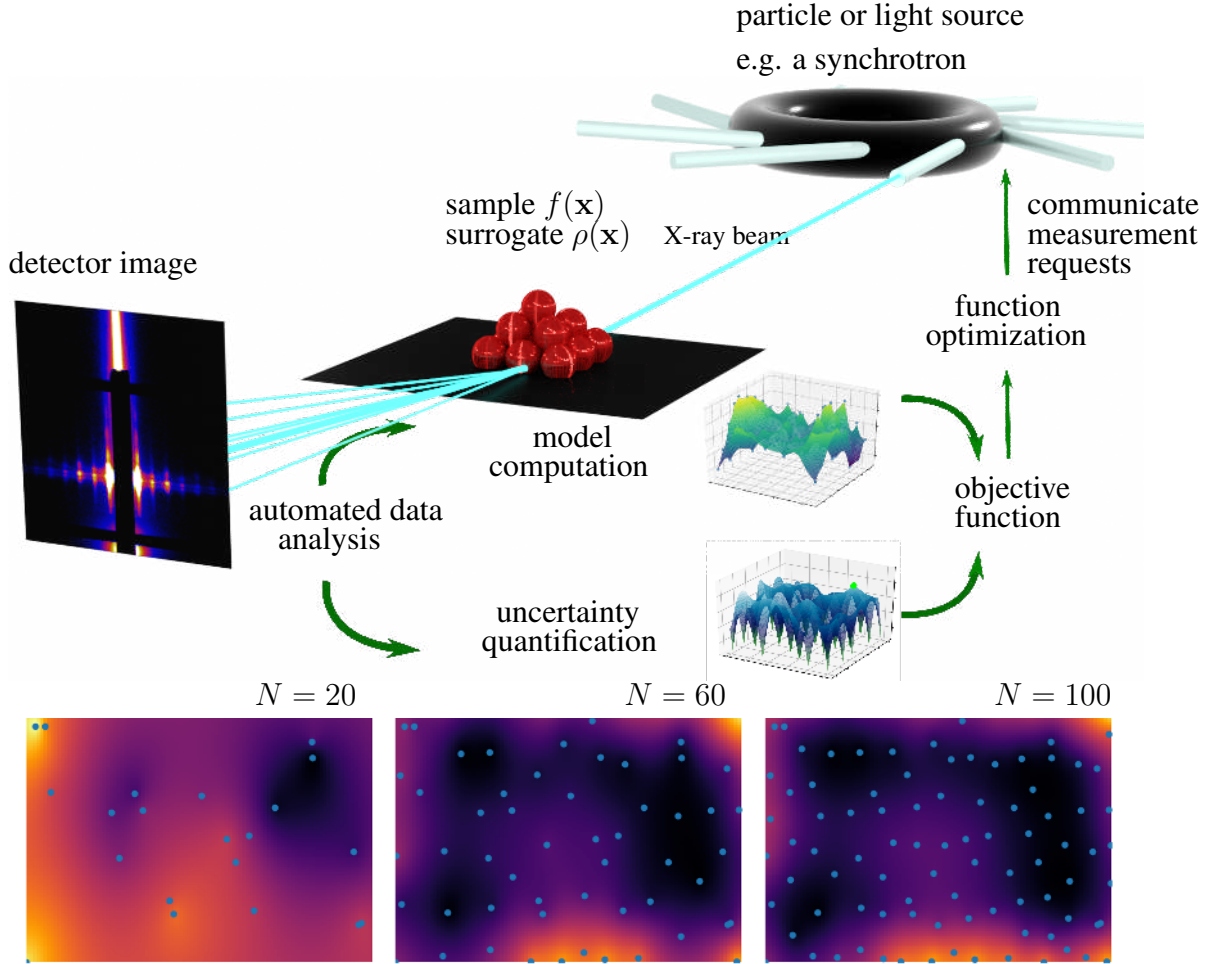 particle or light source
e.g. a synchrotron
sample f(x)
surrogate ρ(x)
X-ray beam
communicate
measurement
requests
detector image
function
optimization
model
computation
objective
function
automated data
analysis
uncertainty
quantification
N = 20
N = 60
N = 100